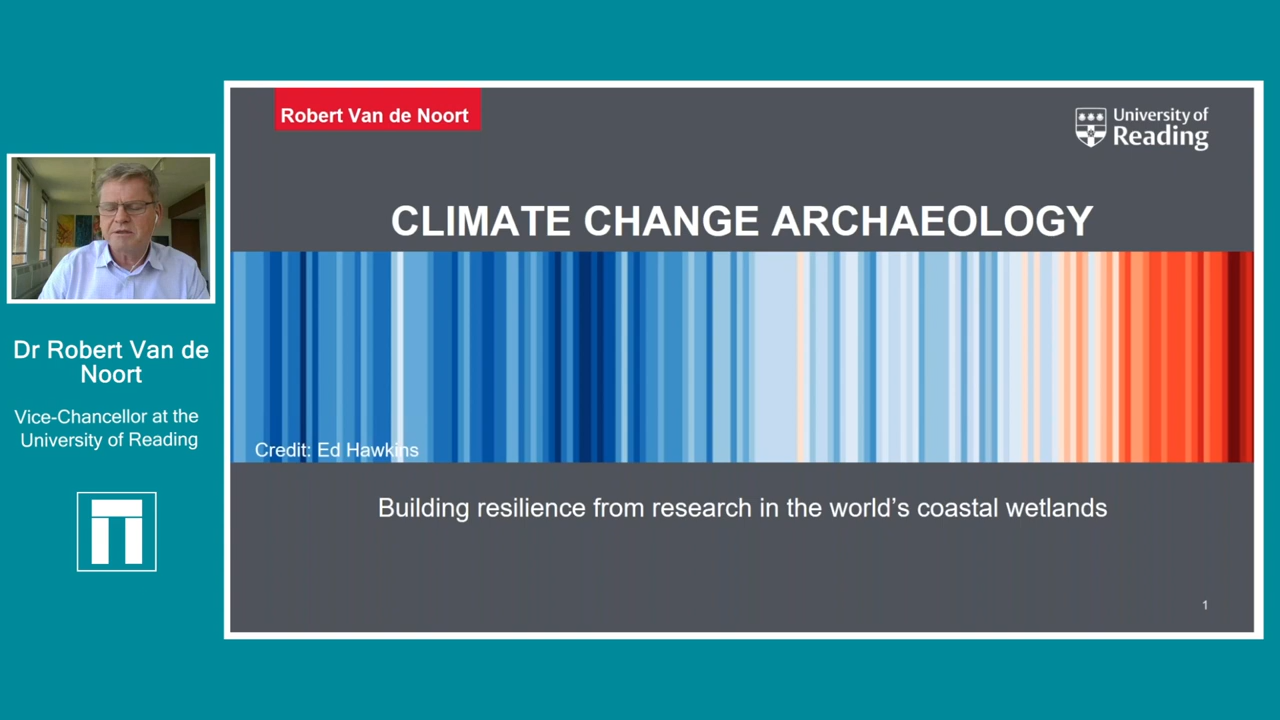 Robert Van de Noort
University of
Reading
CLIMATE CHANGE ARCHAEOLOGY
Credit: Ed Hawkins
Building resilience from research in the world's coastal wetlands
1
Dr Robert Van de
Noort
Vice-Chancellor at the
University of Reading